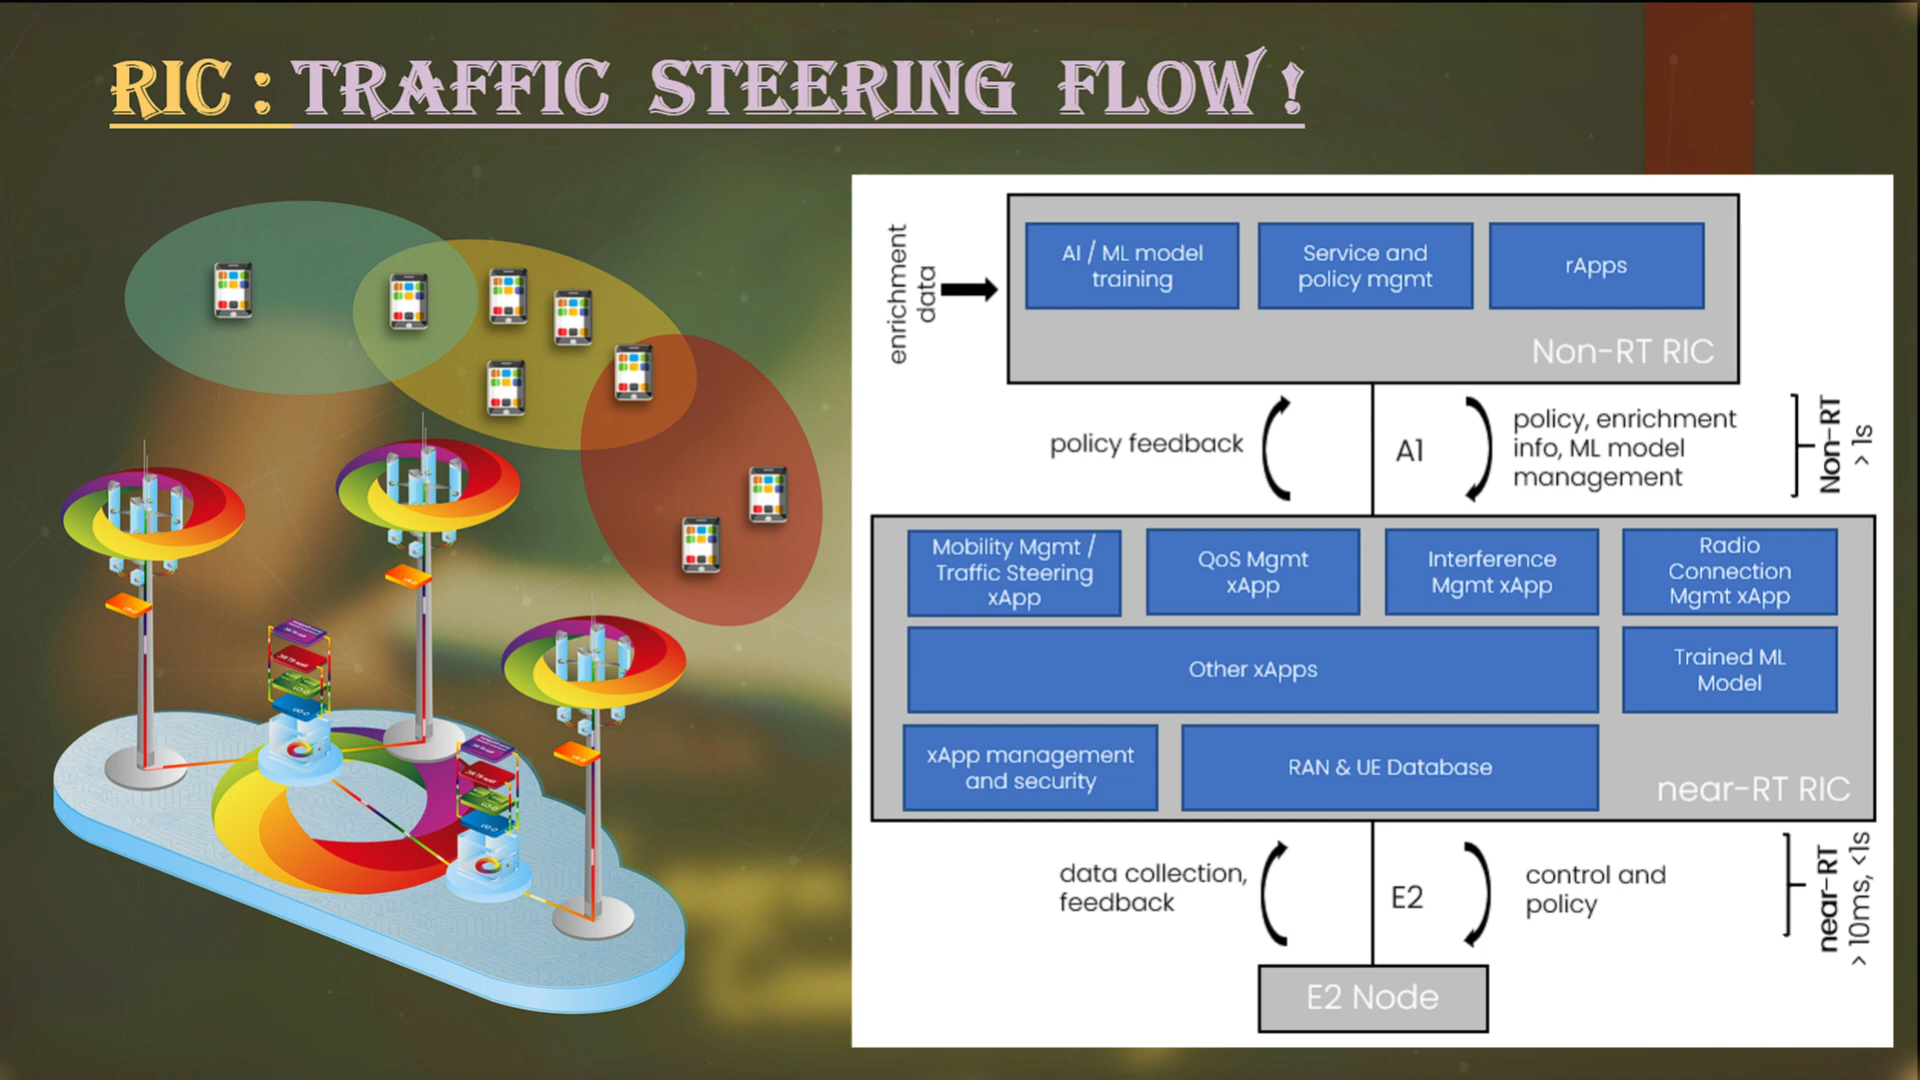 RIC : TRAFFIC STEERING FLOW !
enrichment
data
AI / ML model
training
Service and
policy mgmt
rApps
Non-RT RIC
policy feedback
A1
policy, enrichment
info, ML model
management
Non-RT
> 1s
Mobility Mgmt /
Traffic Steering
xApp
QoS Mgmt
xApp
Interference
Mgmt xApp
Radio
Connection
Mgmt xApp
Other xApps
Trained ML
Model
xApp management
and security
RAN & UE Database
near-RT RIC
data collection,
feedback
E2
control and
policy
near-RT
> 10ms, <1s
E2 Node